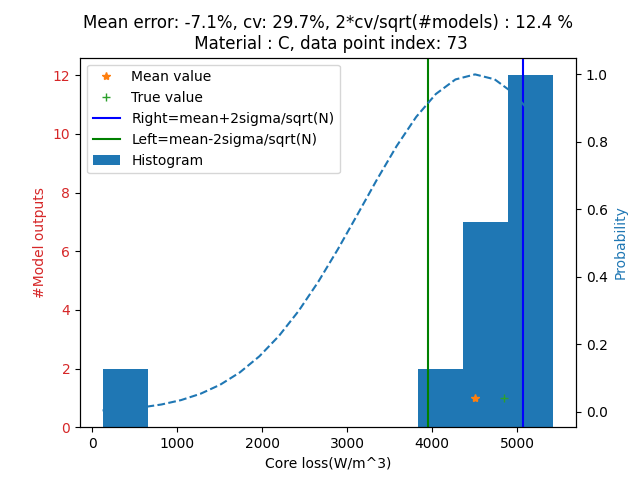 Mean error: -7.1%, cv: 29.7%, 2*cv/sqrt(#models) : 12.4 %
Material : C, data point index: 73
Mean value
True value
Right=mean+2sigma/sqrt(N)
Left=mean-2sigma/sqrt(N)
Histogram
#Model outputs
12
10
8
6
4
2
0
1.0
0.8
0.6
0.4
0.2
0.0
Probability
0
1000
2000
3000
4000
5000
Core loss(W/m^3)